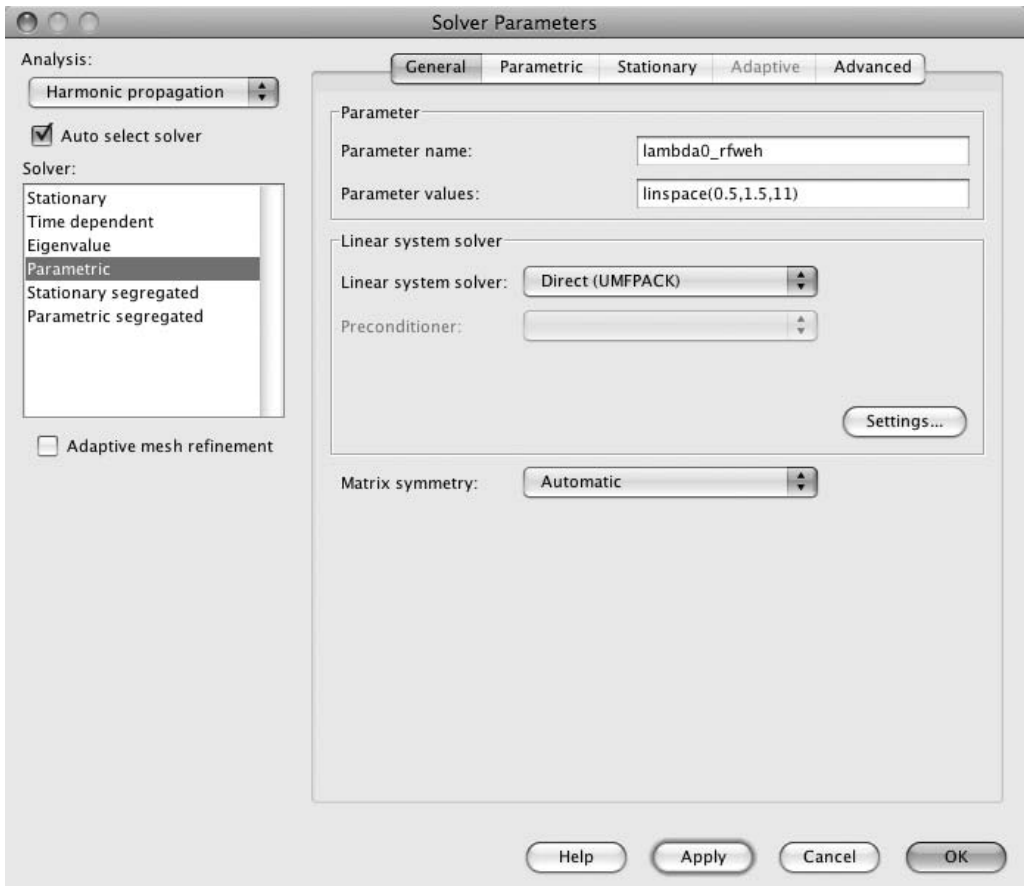 Solver Parameters
Analysis:
Harmonic propagation
Auto select solver
Solver:
Stationary
Time dependent
Eigenvalue
Parametric
Stationary segregated
Parametric segregated
Adaptive mesh refinement
General Parametric Stationary Adaptive Advanced
Parameter
Parameter name: lambda0_rfweh
Parameter values: linspace(0.5,1.5,11)
Linear system solver
Linear system solver: Direct (UMFPACK)
Preconditioner:
Settings...
Matrix symmetry: Automatic
Help Apply Cancel OK